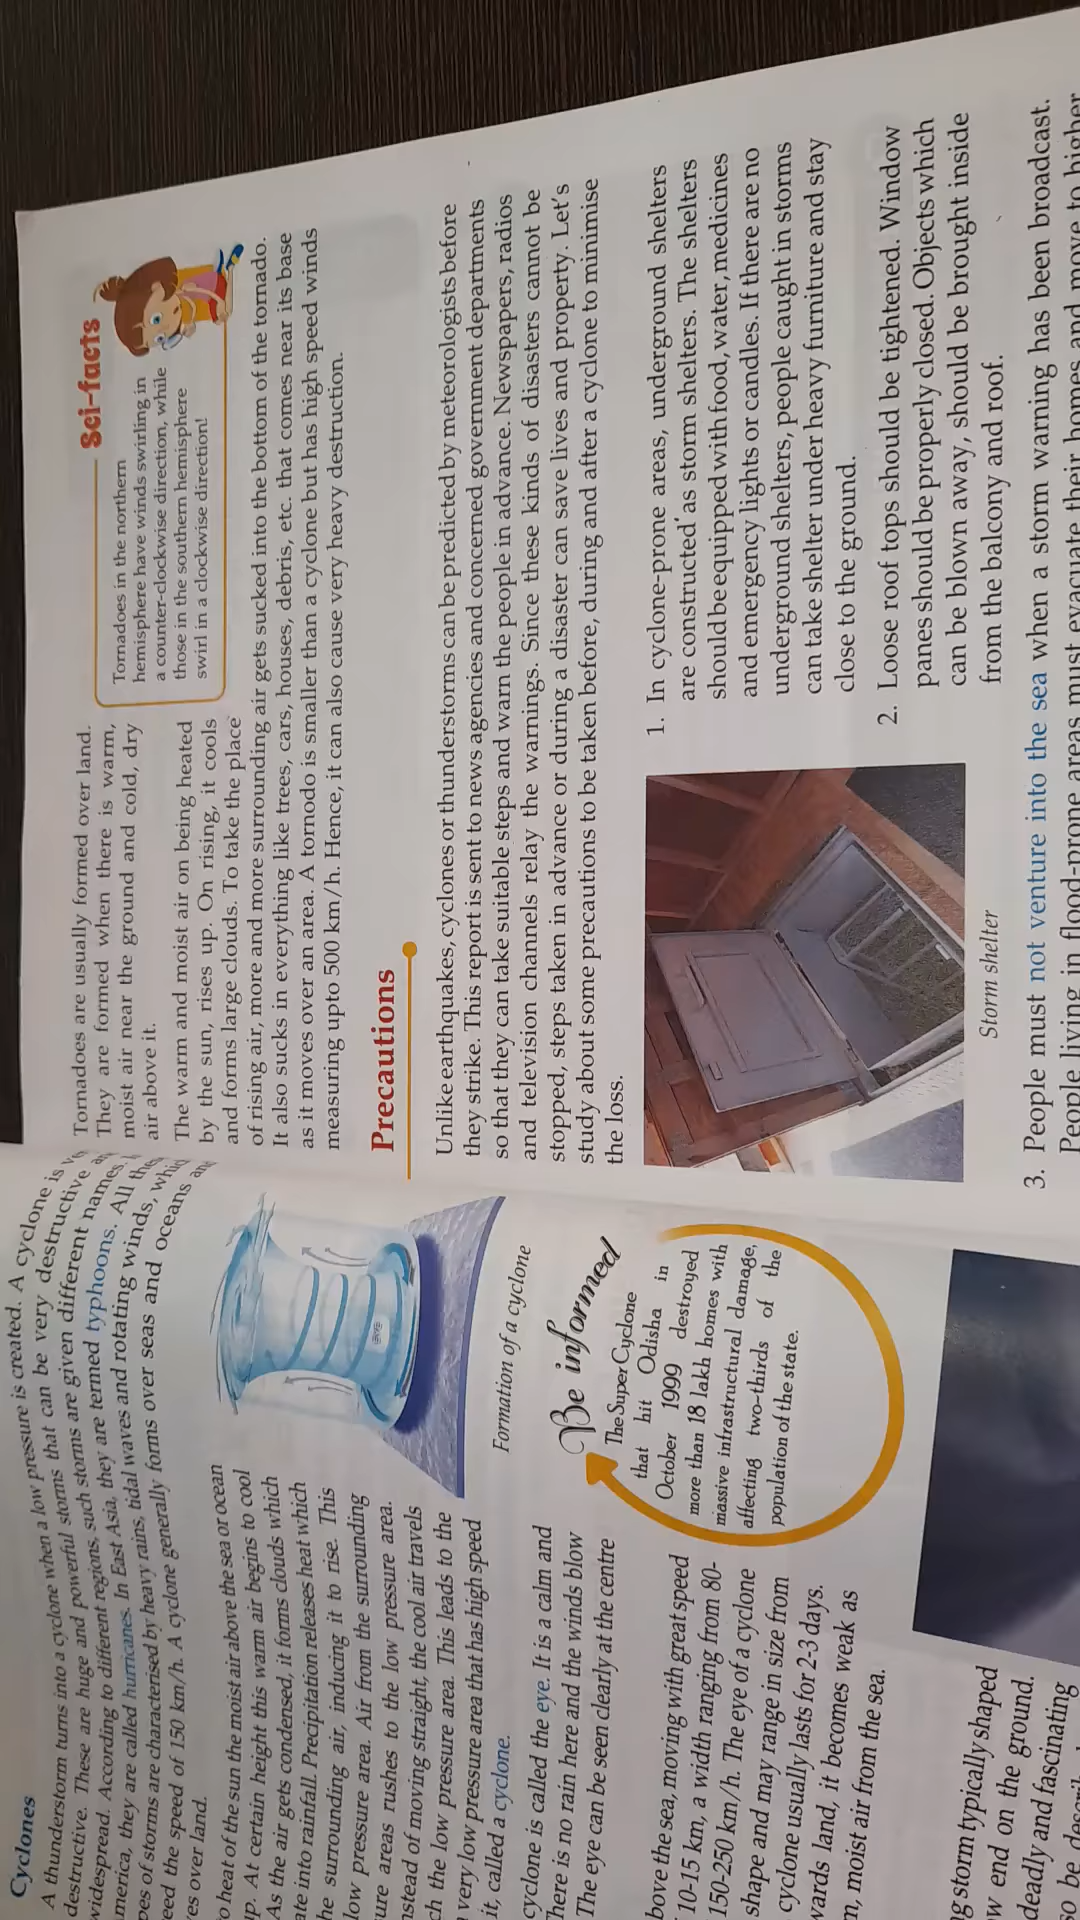 Cyclones
A thunderstorm turns into a cyclone when a low pressure is created. A cyclone is
destructive. These are huge and powerful storms that can be very destructive
widespread. According to different regions, such storms are given different names.
merica, they are called hurricanes. In East Asia, they are termed typhoons. All
pes of storms are characterised by heavy rains, tidal waves and rotating winds,
eed the speed of 150 km/h. A cyclone generally forms over seas and oceans
es over land.
o heat of the sun the moist air above the sea or ocean
p. At certain height this warm air begins to cool
As the air gets condensed, it forms clouds which
ate into rainfall. Precipitation releases heat which
he surrounding air, inducing it to rise. This
low pressure area. Air from the surrounding
ure areas rushes to the low pressure area.
nstead of moving straight, the cool air travels
ch the low pressure area. This leads to the
very low pressure area that has high speed
it, called a cyclone.
Formation of a cyclone
cyclone is called the eye. It is a calm and
here is no rain here and the winds blow
The eye can be seen clearly at the centre
bove the sea, moving with great speed
10-15 km, a width ranging from 80-
150-250 km/h. The eye of a cyclone
shape and may range in size from
cyclone usually lasts for 2-3 days.
wards land, it becomes weak as
m, moist air from the sea.
Be informed
The Super Cyclone
that hit Odisha in
October 1999 destroyed
more than 18 lakh homes with
massive infrastructural damage,
affecting two-thirds of the
population of the state.
g storm typically shaped
w end on the ground.
deadly and fascinating
so be
Tornadoes are usually formed over land.
They are formed when there is warm,
moist air near the ground and cold, dry
air above it.
The warm and moist air on being heated
by the sun, rises up. On rising, it cools
and forms large clouds. To take the place
of rising air, more and more surrounding air gets sucked into the bottom of the tornado.
It also sucks in everything like trees, cars, houses, debris, etc. that comes near its base
as it moves over an area. A tornodo is smaller than a cyclone but has high speed winds
measuring upto 500 km/h. Hence, it can also cause very heavy destruction.
Sci-facts
Tornadoes in the northern
hemisphere have winds swirling in
a counter-clockwise direction, while
those in the southern hemisphere
swirl in a clockwise direction!
Precautions
Unlike earthquakes, cyclones or thunderstorms can be predicted by meteorologists before
they strike. This report is sent to news agencies and concerned government departments
so that they can take suitable steps and warn the people in advance. Newspapers, radios
and television channels relay the warnings. Since these kinds of disasters cannot be
stopped, steps taken in advance or during a disaster can save lives and property. Let's
study about some precautions to be taken before, during and after a cyclone to minimise
the loss.
Storm shelter
1. In cyclone-prone areas, underground shelters
are constructed as storm shelters. The shelters
should be equipped with food, water, medicines
and emergency lights or candles. If there are no
underground shelters, people caught in storms
can take shelter under heavy furniture and stay
close to the ground.
2. Loose roof tops should be tightened. Window
panes should be properly closed. Objects which
can be blown away, should be brought inside
from the balcony and roof.
3. People must not venture into the sea when a storm warning has been broadcast.
People living in flood-prone areas must evacuate their homes and move to higher